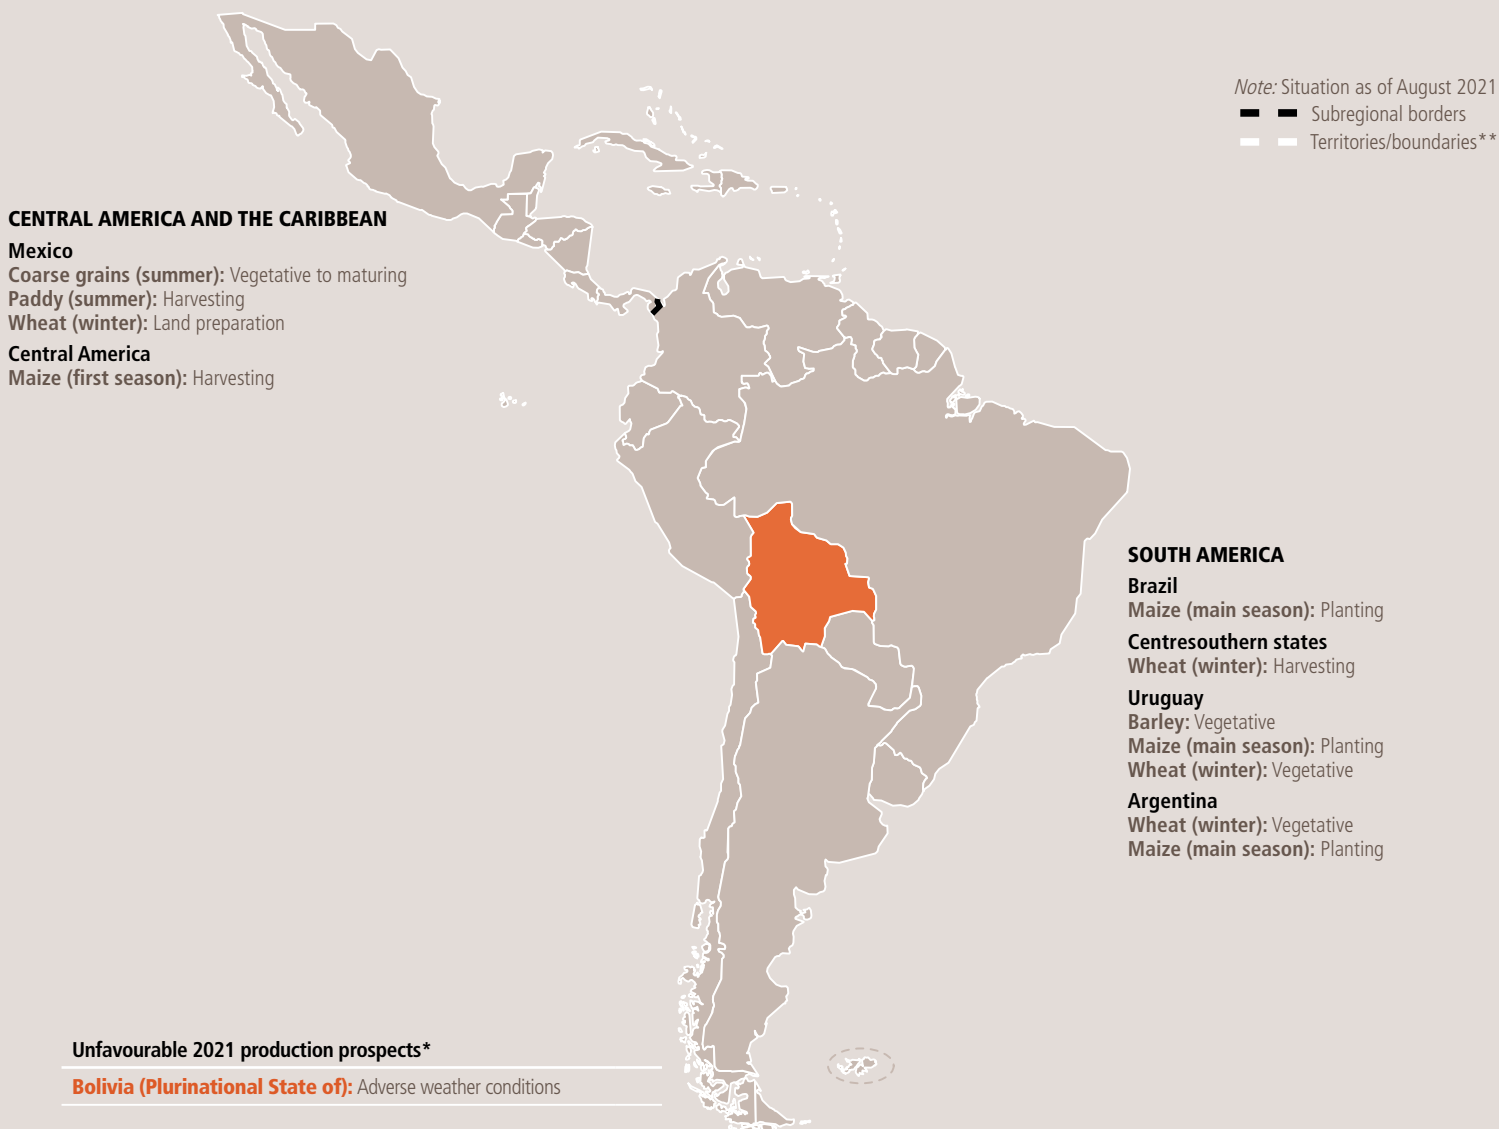 Note: Situation as of August 2021
Subregional borders
Territories/boundaries**
CENTRAL AMERICA AND THE CARIBBEAN
Mexico
Coarse grains (summer): Vegetative to maturing
Paddy (summer): Harvesting
Wheat (winter): Land preparation
Central America
Maize (first season): Harvesting
SOUTH AMERICA
Brazil
Maize (main season): Planting
Centresouthern states
Wheat (winter): Harvesting
Uruguay
Barley: Vegetative
Maize (main season): Planting
Wheat (winter): Vegetative
Argentina
Wheat (winter): Vegetative
Maize (main season): Planting
Unfavourable 2021 production prospects*
Bolivia (Plurinational State of): Adverse weather conditions